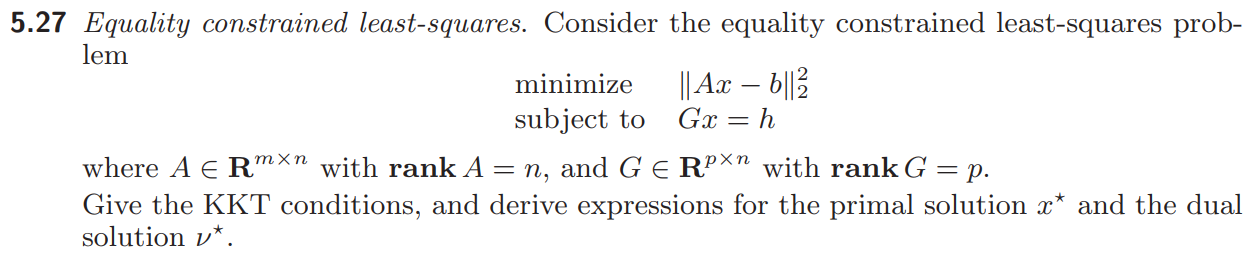 5.27 Equality constrained least-squares. Consider the equality constrained least-squares prob-
lem
minimize ‖Ax − b‖₂²
subject to Gx = h
where A ∈ R^{m×n} with rank A = n, and G ∈ R^{p×n} with rank G = p.
Give the KKT conditions, and derive expressions for the primal solution x⋆ and the dual
solution ν⋆.